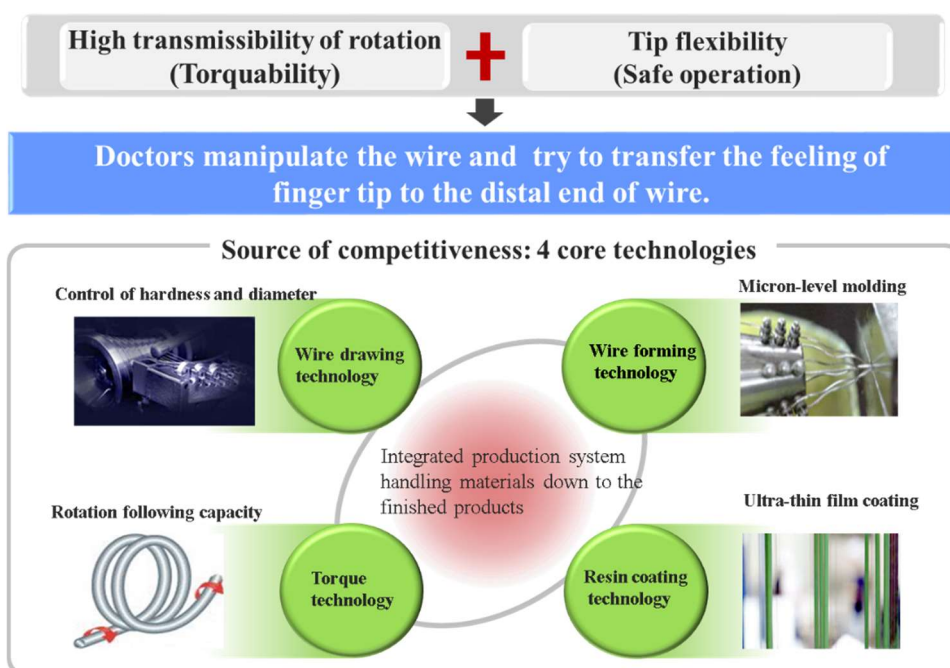 High transmissibility of rotation
(Torquability)
Tip flexibility
(Safe operation)
Doctors manipulate the wire and try to transfer the feeling of
finger tip to the distal end of wire.
Source of competitiveness: 4 core technologies
Control of hardness and diameter
Wire drawing
technology
Micron-level molding
Wire forming
technology
Integrated production system
handling materials down to the
finished products
Rotation following capacity
Torque
technology
Ultra-thin film coating
Resin coating
technology